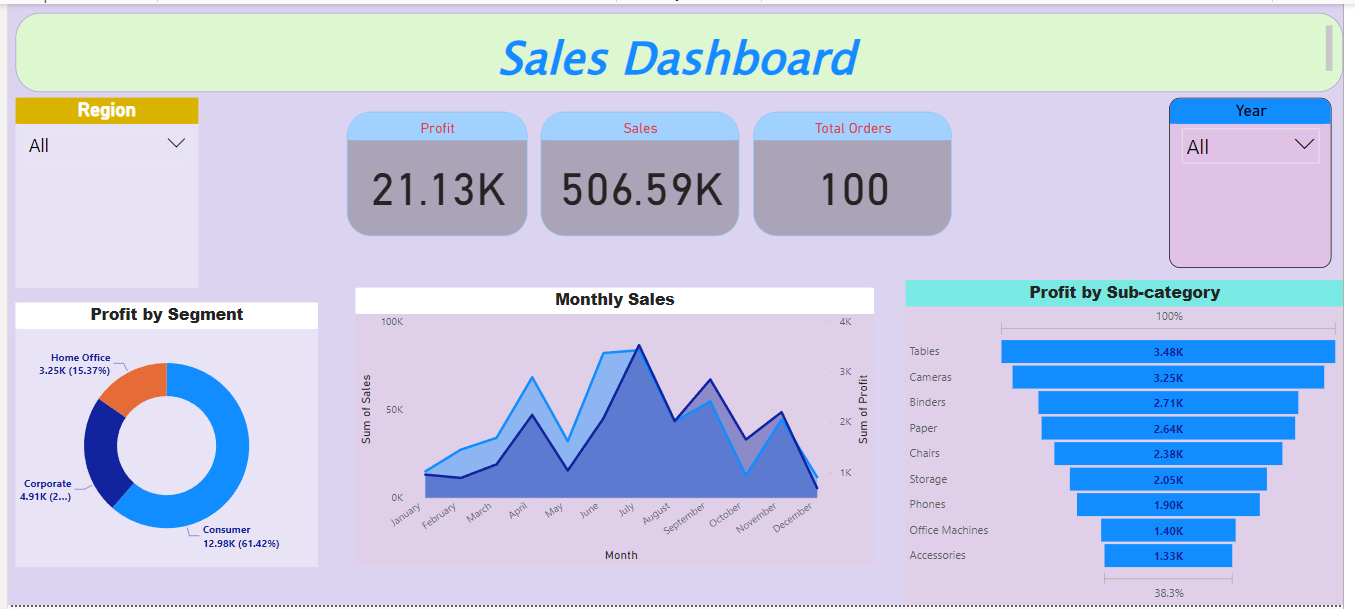 Sales Dashboard
Region
All
Profit
21.13K
Sales
506.59K
Total Orders
100
Year
All
Profit by Segment
Home Office
3.25K (15.37%)
Corporate
4.91K (2...)
Consumer
12.98K (61.42%)
Monthly Sales
100K
50K
0K
Sum of Sales
4K
3K
2K
1K
Sum of Profit
January
February
March
April
May
June
July
August
September
October
November
December
Month
Profit by Sub-category
100%
Tables 3.48K
Cameras 3.25K
Binders 2.71K
Paper 2.64K
Chairs 2.38K
Storage 2.05K
Phones 1.90K
Office Machines 1.40K
Accessories 1.33K
38.3%